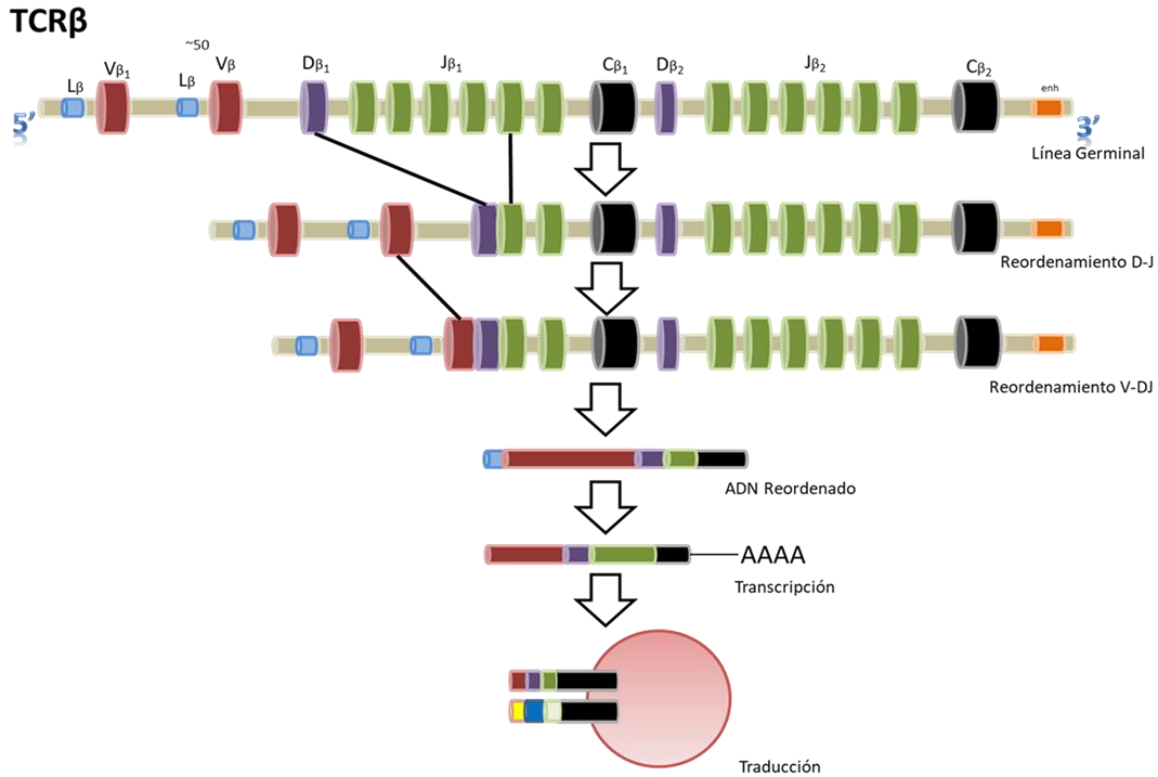 TCRβ
~50
Lβ Vβ1 Lβ Vβ Dβ1 Jβ1 Cβ1 Dβ2 Jβ2 Cβ2 enh
5’ 3’
Línea Germinal
Reordenamiento D-J
Reordenamiento V-DJ
ADN Reordenado
AAAA
Transcripción
Traducción